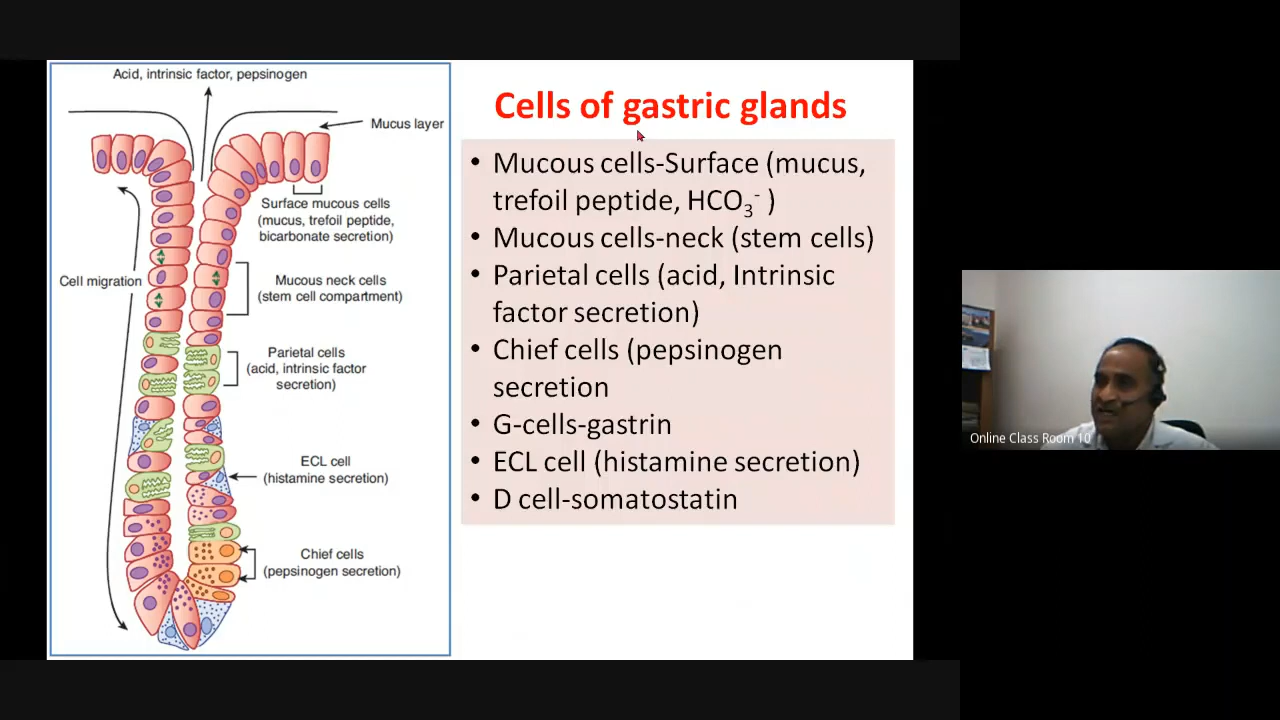 Acid, intrinsic factor, pepsinogen
Mucus layer
Surface mucous cells
(mucus, trefoil peptide,
bicarbonate secretion)
Cell migration
Mucous neck cells
(stem cell compartment)
Parietal cells
(acid, intrinsic factor
secretion)
ECL cell
(histamine secretion)
Chief cells
(pepsinogen secretion)
Cells of gastric glands
• Mucous cells-Surface (mucus,
trefoil peptide, HCO₃⁻ )
• Mucous cells-neck (stem cells)
• Parietal cells (acid, Intrinsic
factor secretion)
• Chief cells (pepsinogen
secretion
• G-cells-gastrin
• ECL cell (histamine secretion)
• D cell-somatostatin
Online Class Room 10